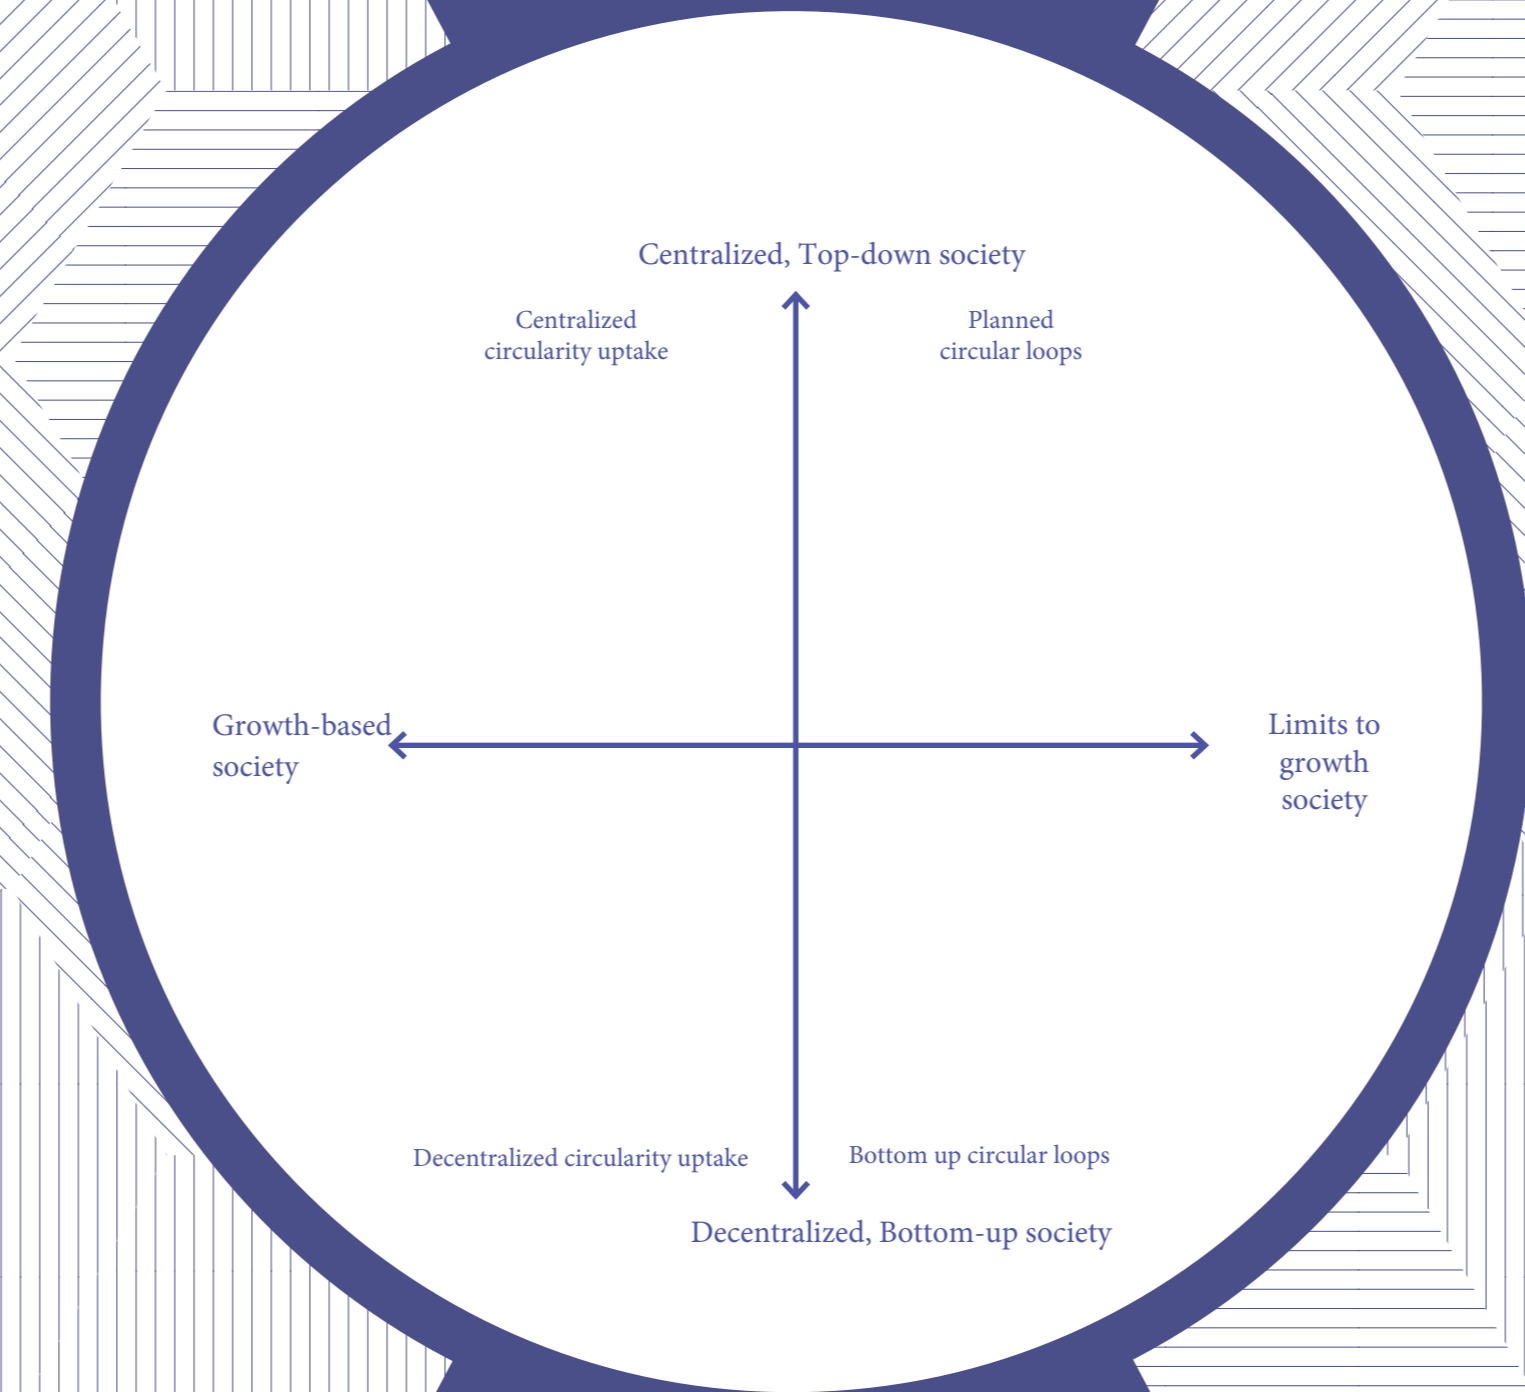 Centralized, Top-down society
Centralized
circularity uptake
Planned
circular loops
Growth-based
society
Limits to
growth
society
Decentralized circularity uptake
Bottom up circular loops
Decentralized, Bottom-up society